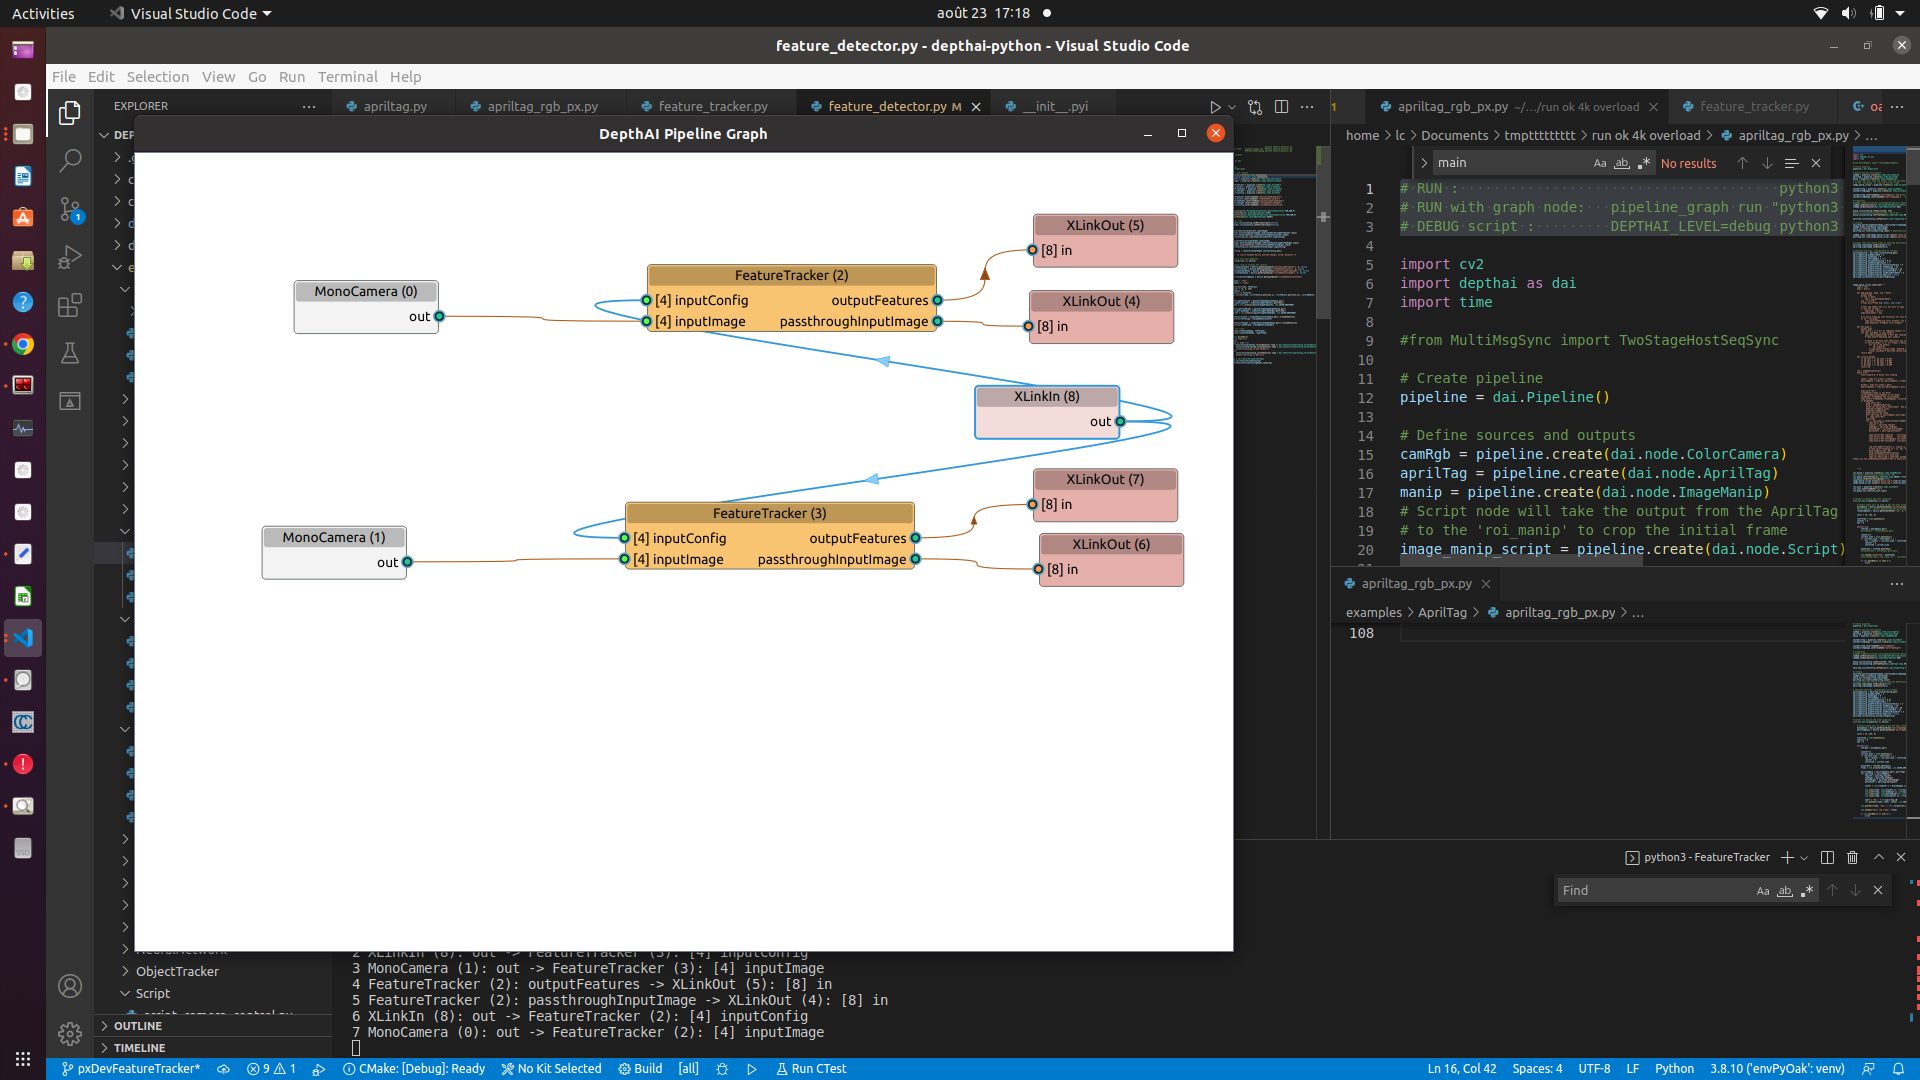 Activities
Visual Studio Code
août 23 17:18
feature_detector.py - depthai-python - Visual Studio Code
File Edit Selection View Go Run Terminal Help
EXPLORER
apriltag.py
apriltag_rgb_px.py
feature_tracker.py
feature_detector.py M
__init__.pyi
DEP
DepthAI Pipeline Graph
MonoCamera (0)
out
FeatureTracker (2)
[4] inputConfig
outputFeatures
[4] inputImage
passthroughInputImage
XLinkOut (5)
[8] in
XLinkOut (4)
[8] in
XLinkIn (8)
out
MonoCamera (1)
out
FeatureTracker (3)
[4] inputConfig
outputFeatures
[4] inputImage
passthroughInputImage
XLinkOut (7)
[8] in
XLinkOut (6)
[8] in
apriltag_rgb_px.py ~/.../run ok 4k overload
feature_tracker.py
home > lc > Documents > tmpttttttttt > run ok 4k overload > apriltag_rgb_px.py > ...
main
Aa ab
No results
1 # RUN : python3
2 # RUN with graph node: pipeline_graph run "python3
3 # DEBUG script : DEPTHAI_LEVEL=debug python3
4
5 import cv2
6 import depthai as dai
7 import time
8
9 #from MultiMsgSync import TwoStageHostSeqSync
10
11 # Create pipeline
12 pipeline = dai.Pipeline()
13
14 # Define sources and outputs
15 camRgb = pipeline.create(dai.node.ColorCamera)
16 aprilTag = pipeline.create(dai.node.AprilTag)
17 manip = pipeline.create(dai.node.ImageManip)
18 # Script node will take the output from the AprilTag
19 # to the 'roi_manip' to crop the initial frame
20 image_manip_script = pipeline.create(dai.node.Script)
apriltag_rgb_px.py
examples > AprilTag > apriltag_rgb_px.py > ...
108
python3 - FeatureTracker
Find
Aa ab
ObjectTracker
Script
OUTLINE
TIMELINE
2 XLinkIn (8): out -> FeatureTracker (3): [4] inputConfig
3 MonoCamera (1): out -> FeatureTracker (3): [4] inputImage
4 FeatureTracker (2): outputFeatures -> XLinkOut (5): [8] in
5 FeatureTracker (2): passthroughInputImage -> XLinkOut (4): [8] in
6 XLinkIn (8): out -> FeatureTracker (2): [4] inputConfig
7 MonoCamera (0): out -> FeatureTracker (2): [4] inputImage
pxDevFeatureTracker* 9 1 CMake: [Debug]: Ready No Kit Selected Build [all] Run CTest
Ln 16, Col 42 Spaces: 4 UTF-8 LF Python 3.8.10 ('envPyOak': venv)